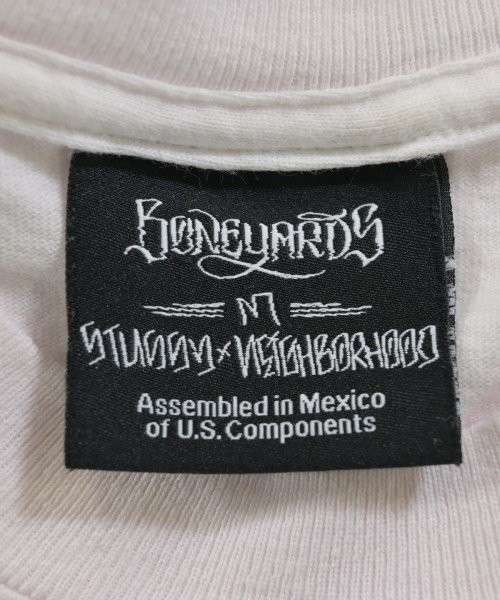 BONEYARDS
N
STUSSY × NEIGHBORHOOD
Assembled in Mexico
of U.S. Components